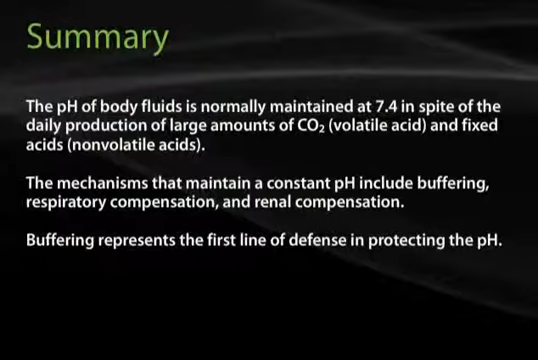 Summary
The pH of body fluids is normally maintained at 7.4 in spite of the
daily production of large amounts of CO₂ (volatile acid) and fixed
acids (nonvolatile acids).
The mechanisms that maintain a constant pH include buffering,
respiratory compensation, and renal compensation.
Buffering represents the first line of defense in protecting the pH.